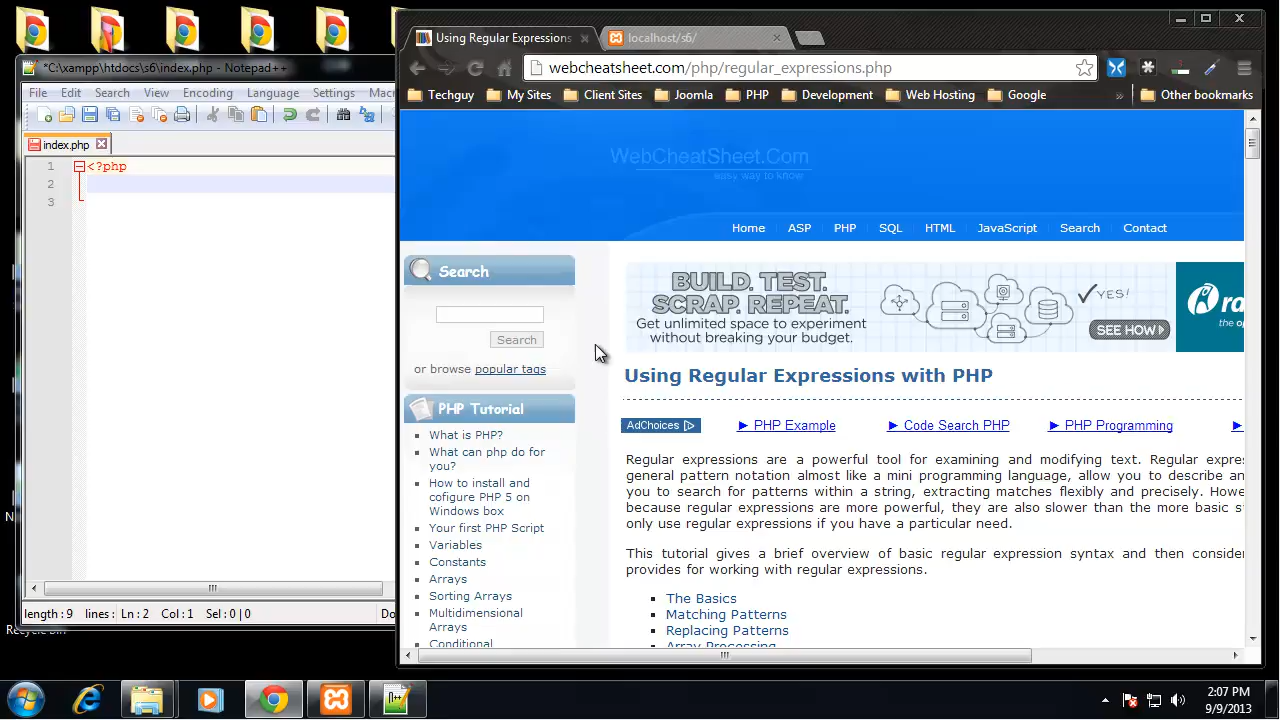 *C:\xampp\htdocs\s6\index.php - Notepad++
File Edit Search View Encoding Language Settings Mac
index.php
1 <?php
2
3
length : 9 lines : Ln : 2 Col : 1 Sel : 0 | 0
Recycle Bin
Using Regular Expressions
localhost/s6/
webcheatsheet.com/php/regular_expressions.php
Techguy My Sites Client Sites Joomla PHP Development Web Hosting Google » Other bookmarks
WebCheatSheet.Com
easy way to know
Home ASP PHP SQL HTML JavaScript Search Contact
Search
Search
or browse popular tags
PHP Tutorial
What is PHP?
What can php do for
you?
How to install and
cofigure PHP 5 on
Windows box
Your first PHP Script
Variables
Constants
Arrays
Sorting Arrays
Multidimensional
Arrays
Conditional
BUILD. TEST.
SCRAP. REPEAT.
Get unlimited space to experiment
without breaking your budget.
YES!
SEE HOW ▶
Using Regular Expressions with PHP
AdChoices ▷ ► PHP Example ► Code Search PHP ► PHP Programming ►
Regular expressions are a powerful tool for examining and modifying text. Regular expre
general pattern notation almost like a mini programming language, allow you to describe an
you to search for patterns within a string, extracting matches flexibly and precisely. Howe
because regular expressions are more powerful, they are also slower than the more basic s
only use regular expressions if you have a particular need.
This tutorial gives a brief overview of basic regular expression syntax and then consider
provides for working with regular expressions.
The Basics
Matching Patterns
Replacing Patterns
Array Processing
2:07 PM
9/9/2013